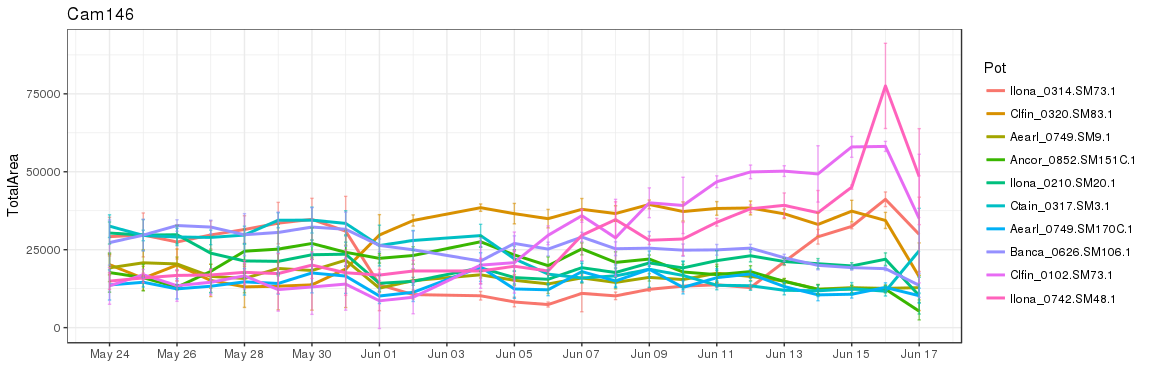 Cam146
TotalArea
75000
50000
25000
0
May 24 May 26 May 28 May 30 Jun 01 Jun 03 Jun 05 Jun 07 Jun 09 Jun 11 Jun 13 Jun 15 Jun 17
Pot
Ilona_0314.SM73.1
Clfin_0320.SM83.1
Aearl_0749.SM9.1
Ancor_0852.SM151C.1
Ilona_0210.SM20.1
Ctain_0317.SM3.1
Aearl_0749.SM170C.1
Banca_0626.SM106.1
Clfin_0102.SM73.1
Ilona_0742.SM48.1